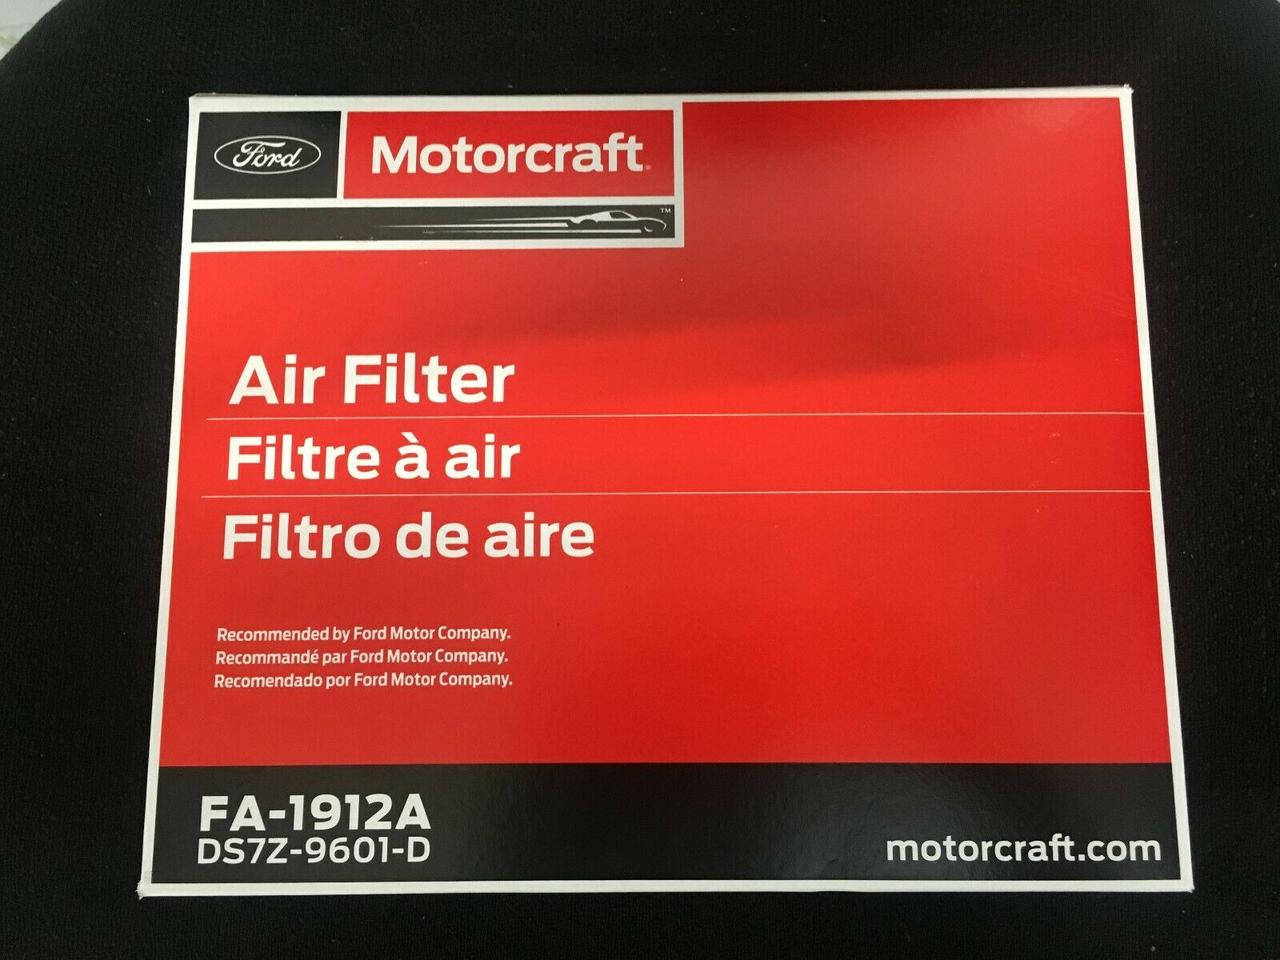 Ford
Motorcraft®
™
Air Filter
Filtre à air
Filtro de aire
Recommended by Ford Motor Company.
Recommandé par Ford Motor Company.
Recomendado por Ford Motor Company.
FA-1912A
DS7Z-9601-D
motorcraft.com